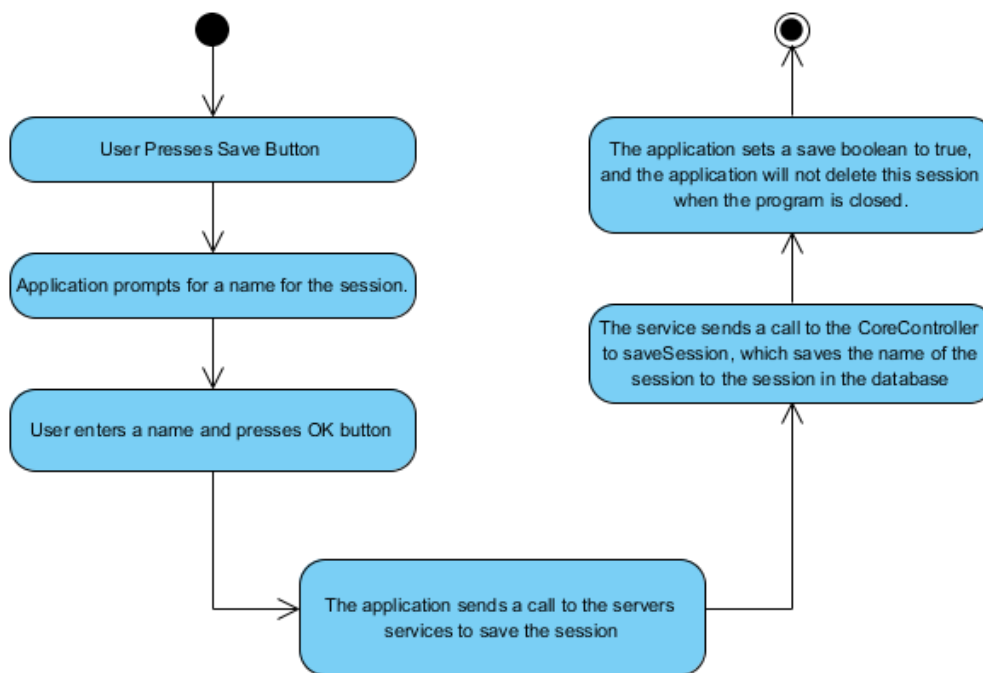 User Presses Save Button
Application prompts for a name for the session.
User enters a name and presses OK button
The application sends a call to the servers
services to save the session
The service sends a call to the CoreController
to saveSession, which saves the name of the
session to the session in the database
The application sets a save boolean to true,
and the application will not delete this session
when the program is closed.